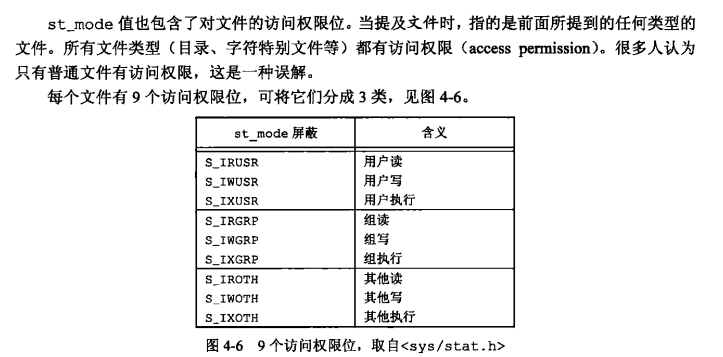 st_mode 值也包含了对文件的访问权限位。当提及文件时，指的是前面所提到的任何类型的
文件。所有文件类型（目录、字符特别文件等）都有访问权限（access permission）。很多人认为
只有普通文件有访问权限，这是一种误解。
每个文件有 9 个访问权限位，可将它们分成 3 类，见图 4-6。
st_mode 屏蔽 含义
S_IRUSR 用户读
S_IWUSR 用户写
S_IXUSR 用户执行
S_IRGRP 组读
S_IWGRP 组写
S_IXGRP 组执行
S_IROTH 其他读
S_IWOTH 其他写
S_IXOTH 其他执行
图 4-6 9 个访问权限位，取自<sys/stat.h>